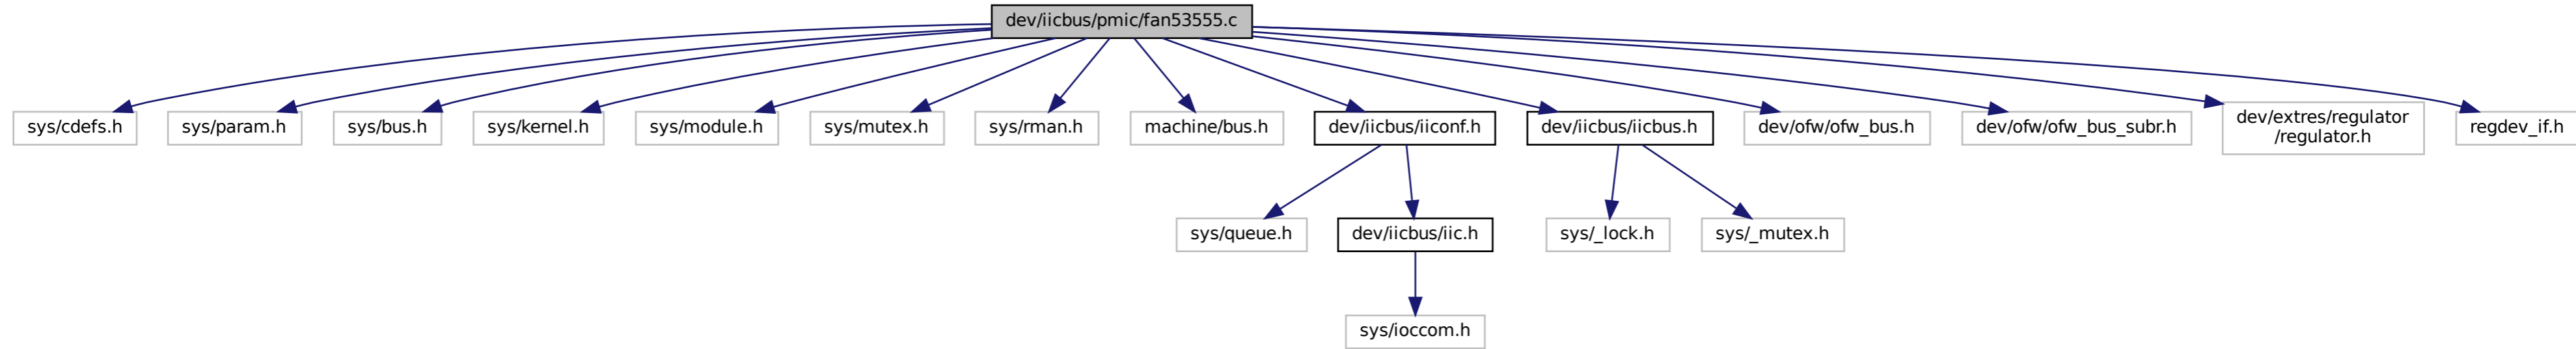 dev/iicbus/pmic/fan53555.c
sys/cdefs.h
sys/param.h
sys/bus.h
sys/kernel.h
sys/module.h
sys/mutex.h
sys/rman.h
machine/bus.h
dev/iicbus/iiconf.h
dev/iicbus/iicbus.h
dev/ofw/ofw_bus.h
dev/ofw/ofw_bus_subr.h
dev/extres/regulator
/regulator.h
regdev_if.h
sys/queue.h
dev/iicbus/iic.h
sys/_lock.h
sys/_mutex.h
sys/ioccom.h